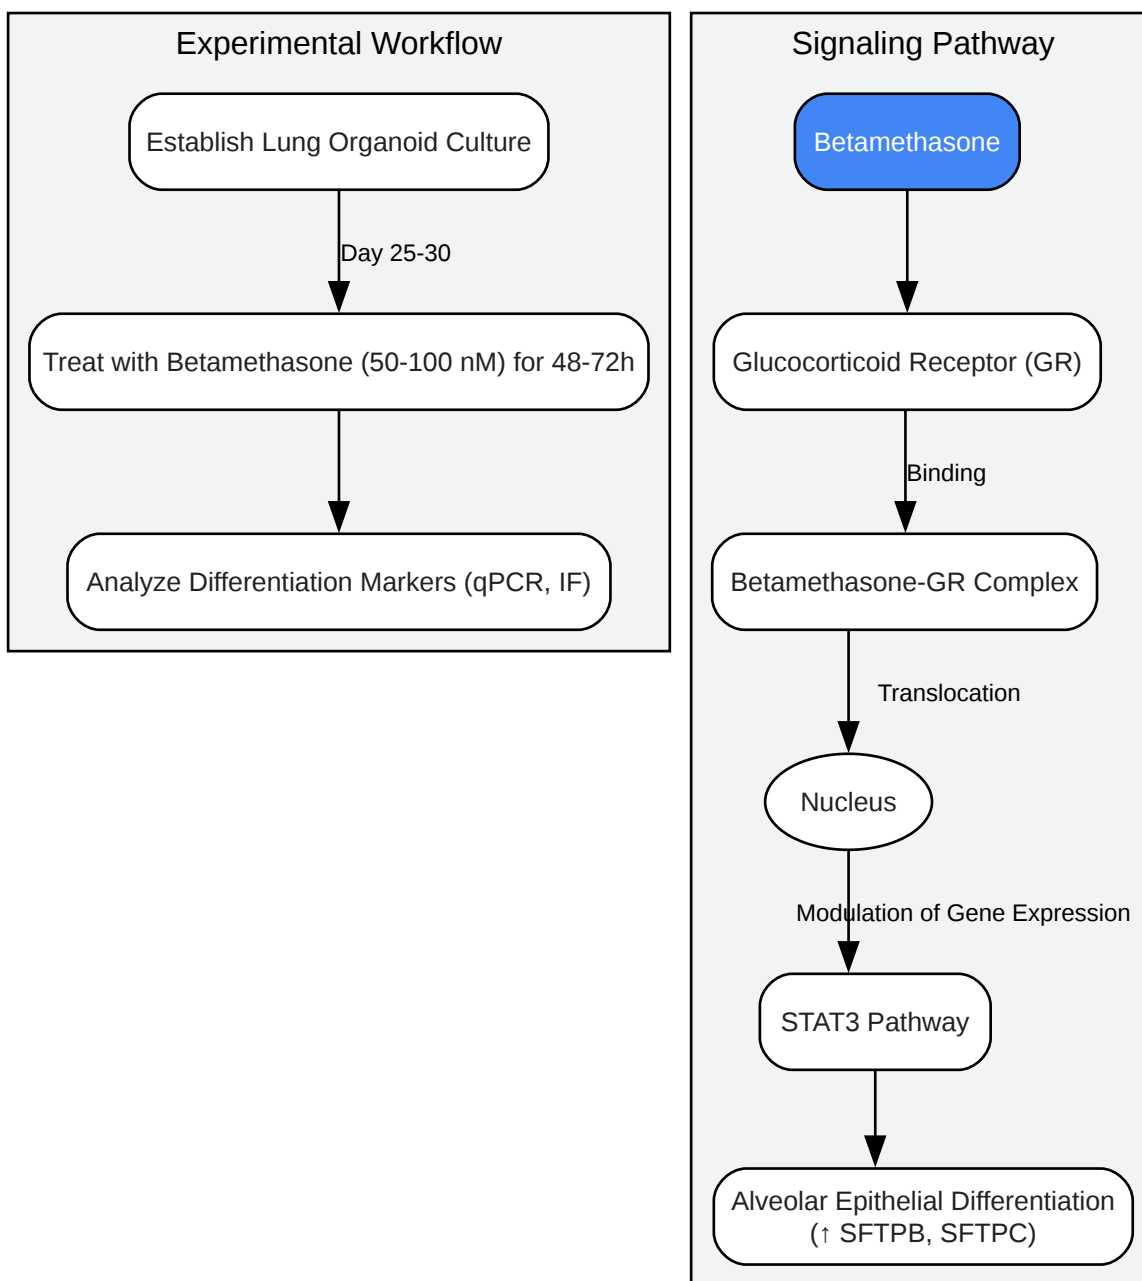 Experimental Workflow
Establish Lung Organoid Culture
Day 25-30
Treat with Betamethasone (50-100 nM) for 48-72h
Analyze Differentiation Markers (qPCR, IF)
Signaling Pathway
Betamethasone
Glucocorticoid Receptor (GR)
Binding
Betamethasone-GR Complex
Translocation
Nucleus
Modulation of Gene Expression
STAT3 Pathway
Alveolar Epithelial Differentiation
(↑ SFTPB, SFTPC)